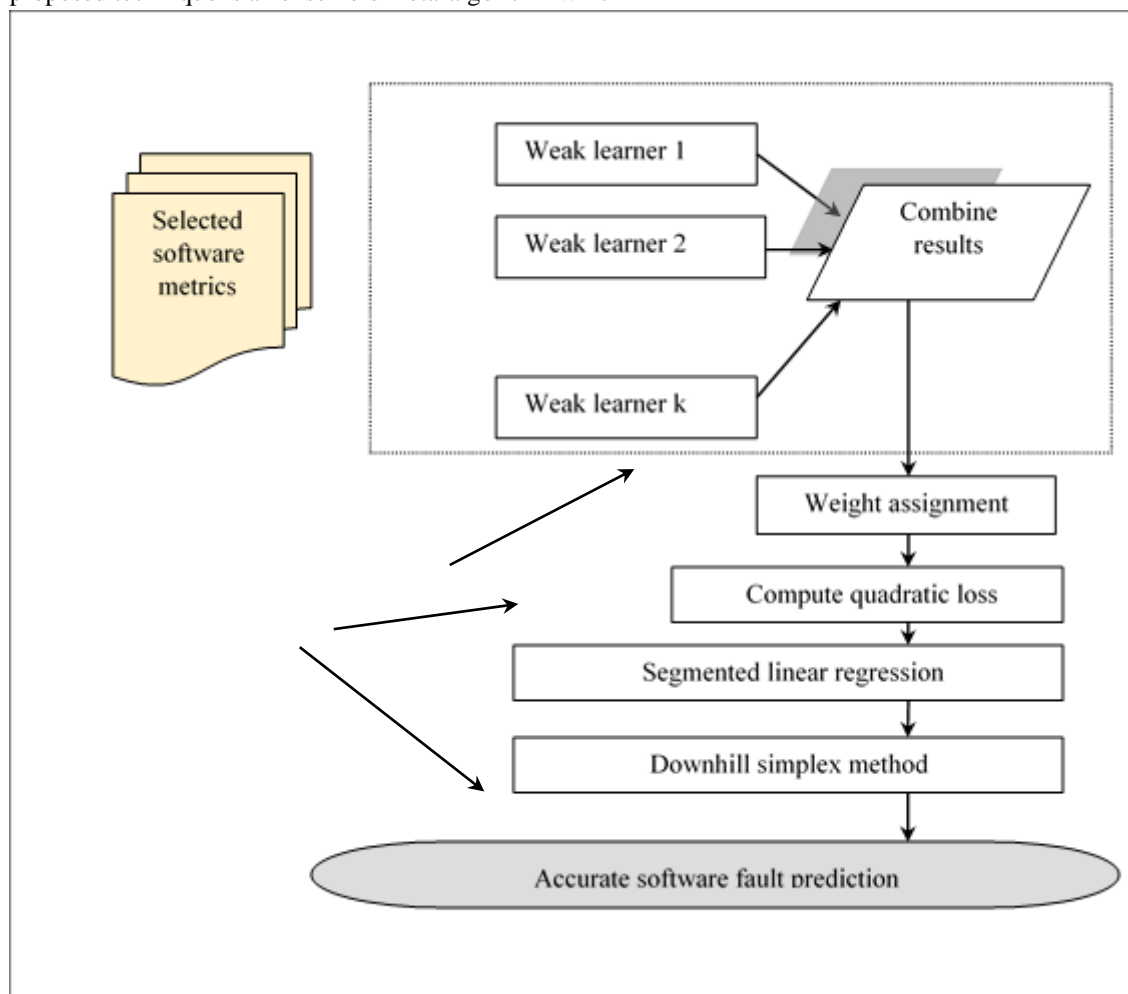 Selected
software
metrics
Weak learner 1
Weak learner 2
Weak learner k
Combine
results
Weight assignment
Compute quadratic loss
Segmented linear regression
Downhill simplex method
Accurate software fault prediction